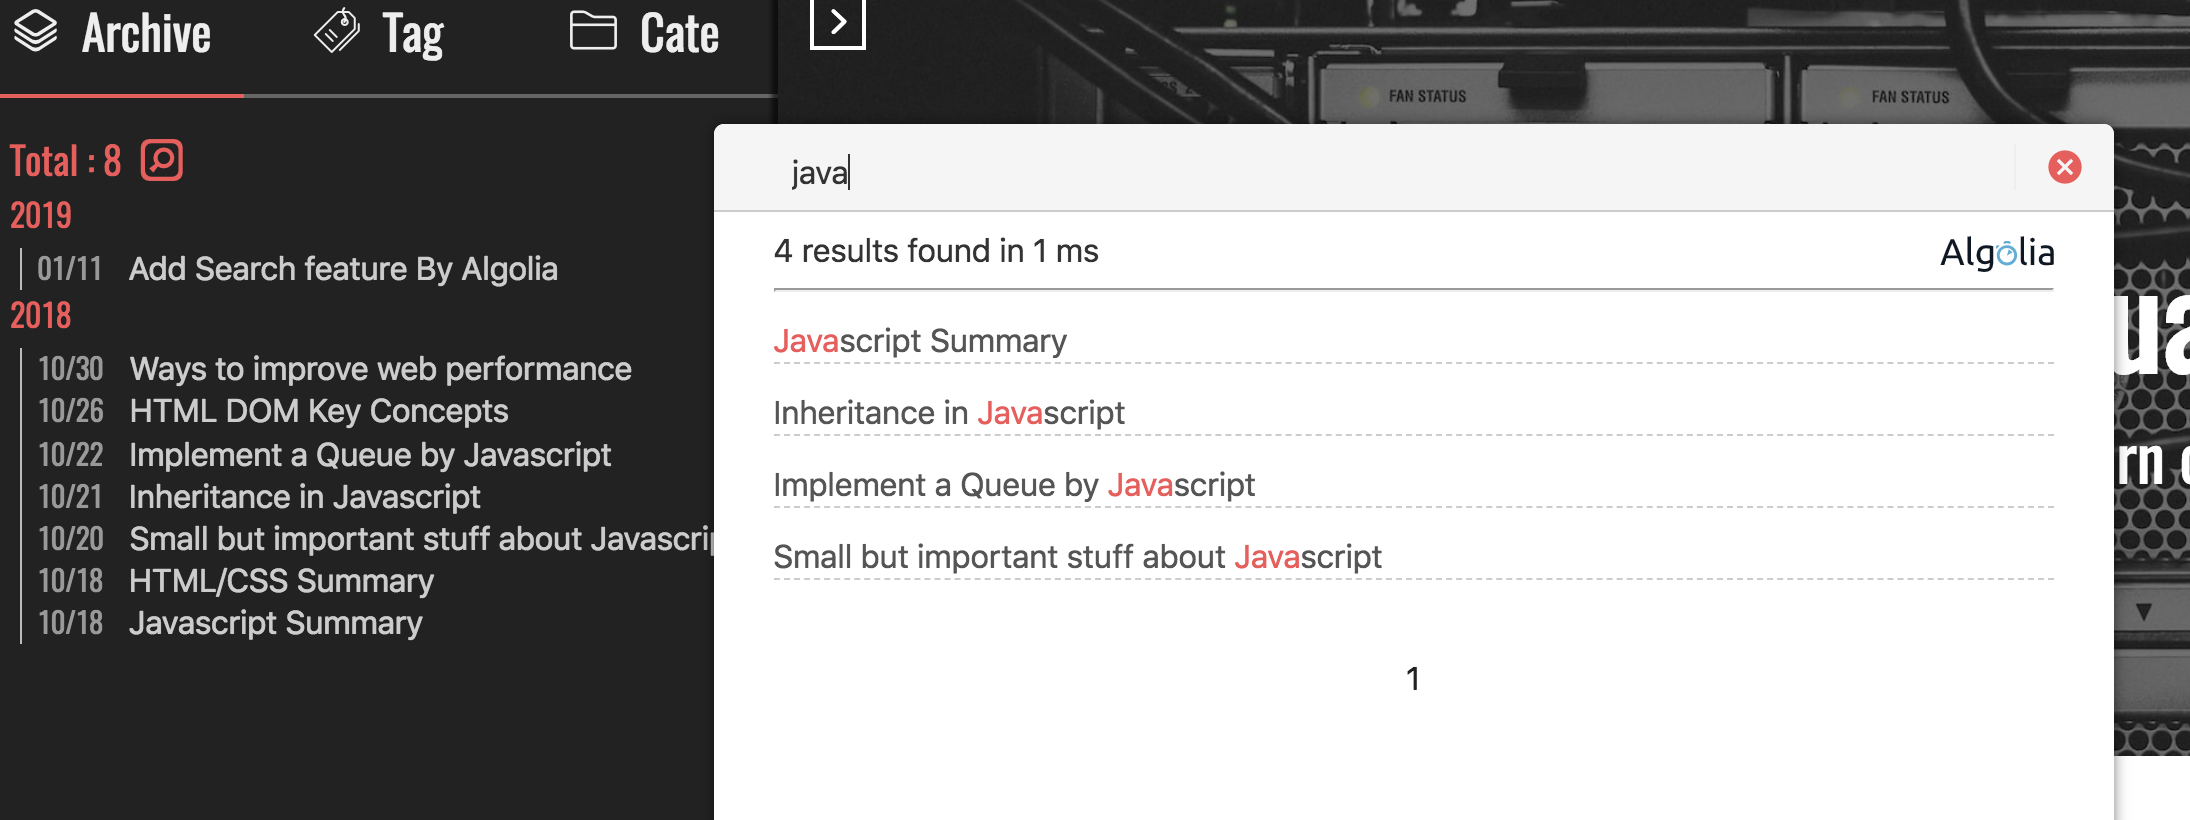 Archive
Tag
Cate
Total : 8
2019
01/11 Add Search feature By Algolia
2018
10/30 Ways to improve web performance
10/26 HTML DOM Key Concepts
10/22 Implement a Queue by Javascript
10/21 Inheritance in Javascript
10/20 Small but important stuff about Javascri
10/18 HTML/CSS Summary
10/18 Javascript Summary
FAN STATUS
FAN STATUS
java
4 results found in 1 ms
Algolia
Javascript Summary
Inheritance in Javascript
Implement a Queue by Javascript
Small but important stuff about Javascript
1